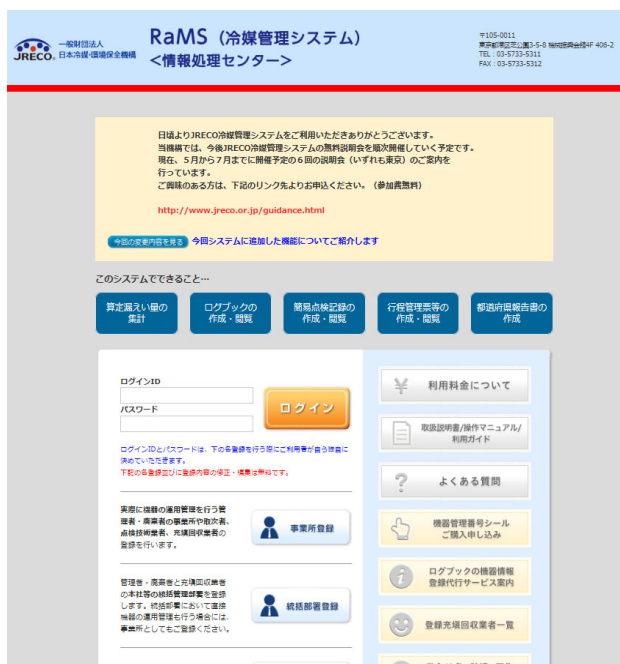 一般財団法人
JRECO 日本冷媒・環境保全機構
RaMS（冷媒管理システム）
<情報処理センター>
〒105-0011
東京都港区芝公園3-5-8 機械振興会館4F 406-2
TEL : 03-5733-5311
FAX : 03-5733-5312
日頃よりJRECO冷媒管理システムをご利用いただきありがとうございます。
当機構では、今後JRECO冷媒管理システムの無料説明会を順次開催していく予定です。
現在、５月から７月までに開催予定の６回の説明会（いずれも東京）のご案内を
行っています。
ご興味のある方は、下記のリンク先よりお申込ください。（参加費無料）
http://www.jreco.or.jp/guidance.html
今回の変更内容を見る 今回システムに追加した機能についてご紹介します
このシステムでできること…
算定漏えい量の
集計
ログブックの
作成・閲覧
簡易点検記録の
作成・閲覧
行程管理票等の
作成・閲覧
都道府県報告書の
作成
ログインID
パスワード
ログイン
ログインIDとパスワードは、下の各登録を行う際にご利用者が自ら任意に
決めていただきます。
下記の各登録並びに登録内容の修正・構築は無料です。
実際に機器の運用管理を行う管
理者・廃棄者の事業所や取次者、
点検技術業者、充填回収業者の
登録を行います。
事業所登録
管理者・廃棄者と充填回収業者
の本社等の統括管理部署を登録
します。統括部署において直接
機器の運用管理も行う場合には、
事業所としてもご登録ください。
統括部署登録
利用料金について
取扱説明書/操作マニュアル/
利用ガイド
よくある質問
機器管理番号シール
ご購入申し込み
ログブックの機器情報
登録代行サービス案内
登録充填回収業者一覧